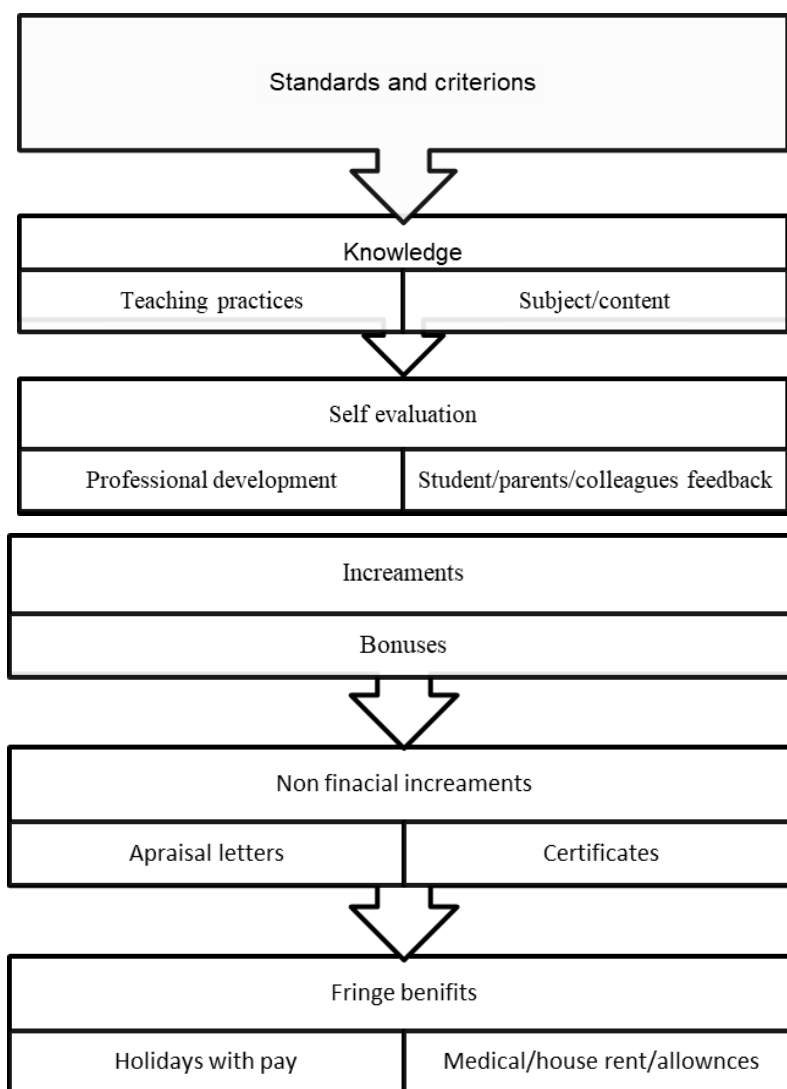 Standards and criterions
Knowledge
Teaching practices
Subject/content
Self evaluation
Professional development
Student/parents/colleagues feedback
Increaments
Bonuses
Non finacial increaments
Apraisal letters
Certificates
Fringe benifits
Holidays with pay
Medical/house rent/allownces